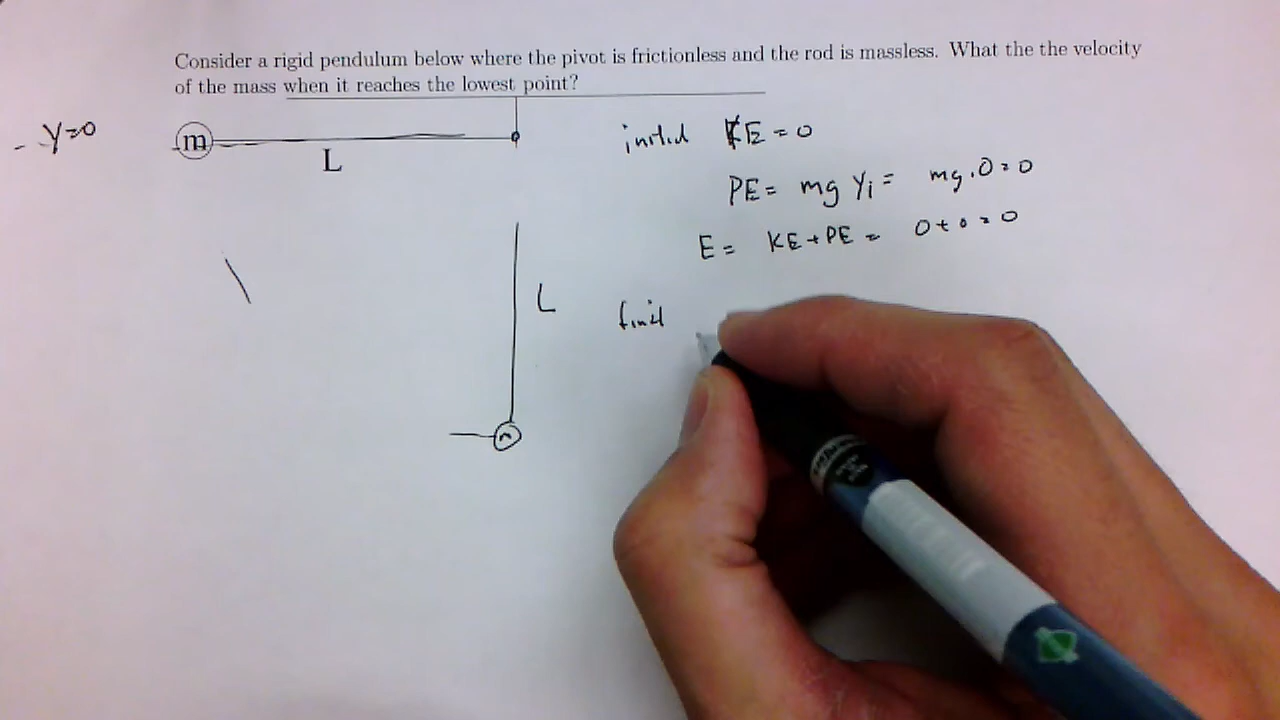 Consider a rigid pendulum below where the pivot is frictionless and the rod is massless. What the the velocity
of the mass when it reaches the lowest point?
- Y=0
m
L
initial KE = 0
PE = mg Yi = mg.0 = 0
E = KE + PE = 0 + 0 = 0
L
final
m